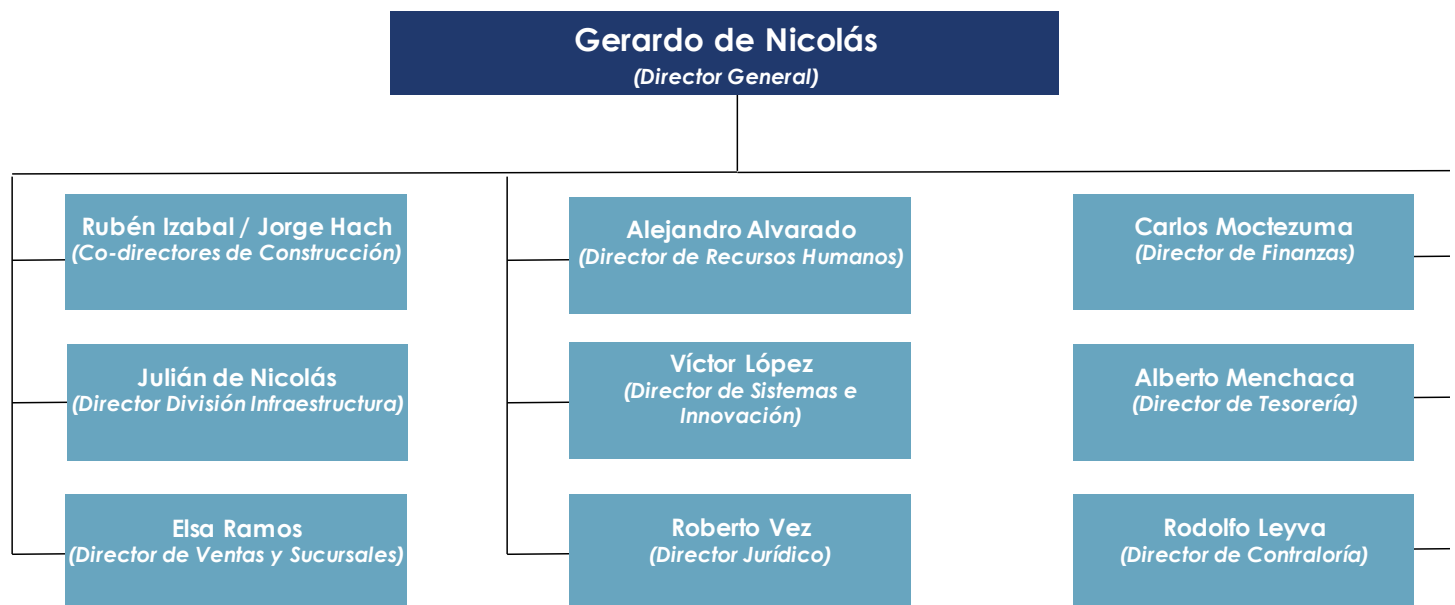 Gerardo de Nicolás
(Director General)
Rubén Izabal / Jorge Hach
(Co-directores de Construcción)
Alejandro Alvarado
(Director de Recursos Humanos)
Carlos Moctezuma
(Director de Finanzas)
Julián de Nicolás
(Director División Infraestructura)
Víctor López
(Director de Sistemas e
Innovación)
Alberto Menchaca
(Director de Tesorería)
Elsa Ramos
(Director de Ventas y Sucursales)
Roberto Vez
(Director Jurídico)
Rodolfo Leyva
(Director de Contraloría)